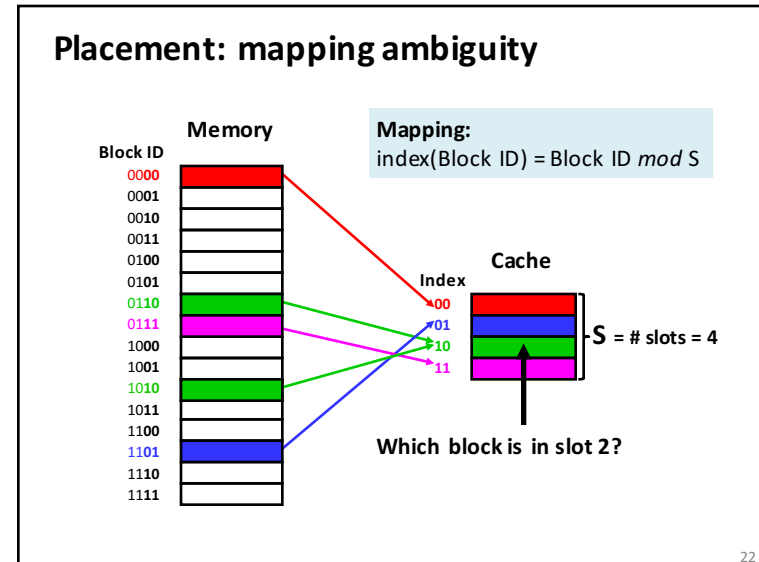 Placement: mapping ambiguity
Memory
Block ID
0000
0001
0010
0011
0100
0101
0110
0111
1000
1001
1010
1011
1100
1101
1110
1111
Mapping:
index(Block ID) = Block ID mod S
Cache
Index
00
01
10
11
S = # slots = 4
Which block is in slot 2?
22